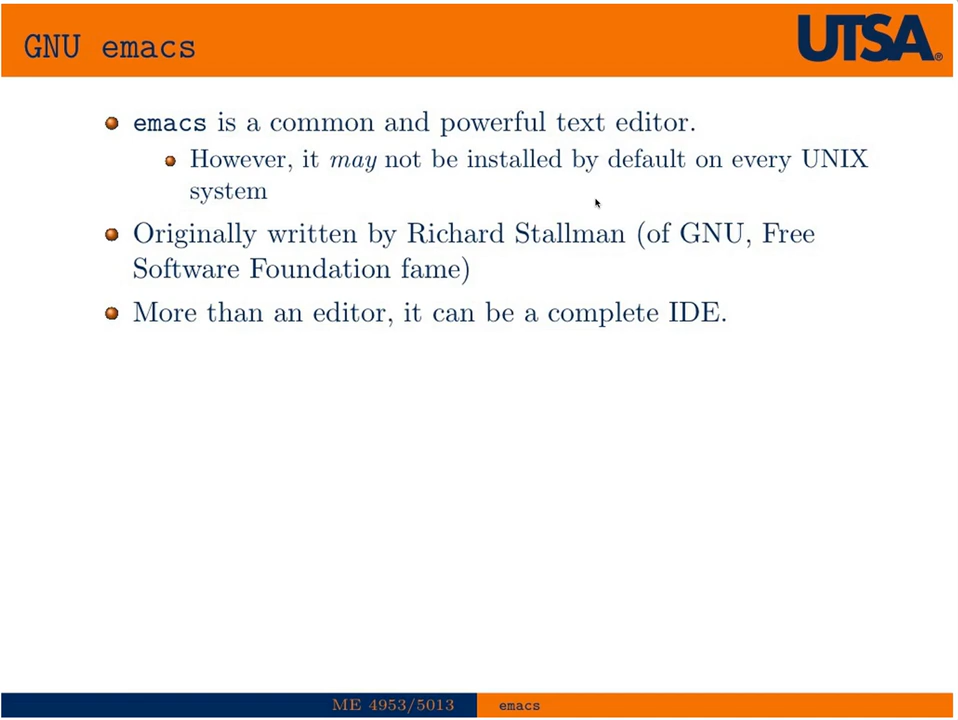 GNU emacs
UTSA®
emacs is a common and powerful text editor.
However, it may not be installed by default on every UNIX
system
Originally written by Richard Stallman (of GNU, Free
Software Foundation fame)
More than an editor, it can be a complete IDE.
ME 4953/5013
emacs